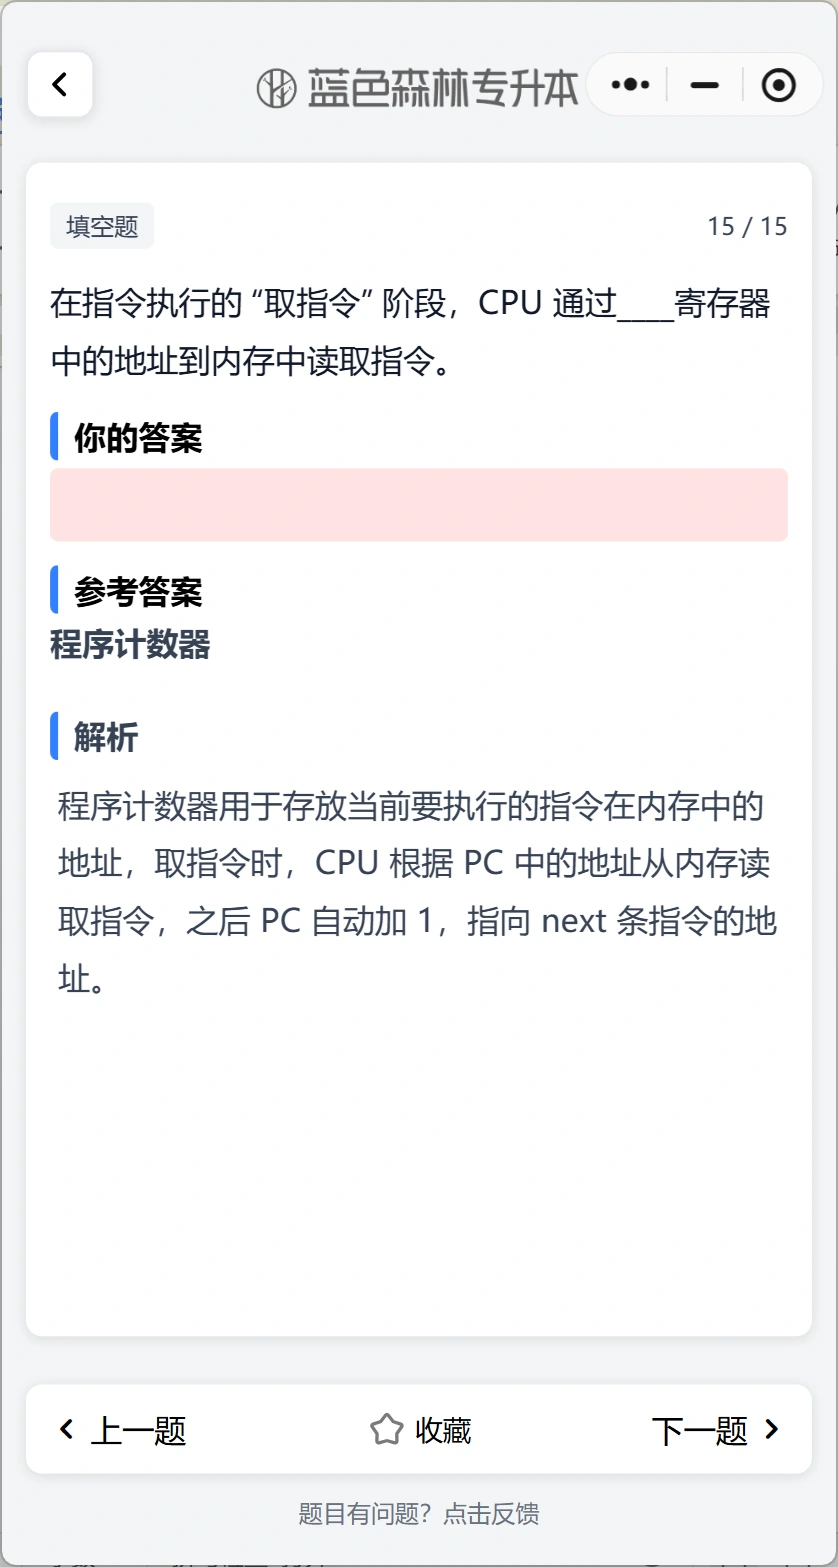 蓝色森林专升本
填空题
15 / 15
在指令执行的 “取指令” 阶段，CPU 通过____寄存器
中的地址到内存中读取指令。
你的答案
参考答案
程序计数器
解析
程序计数器用于存放当前要执行的指令在内存中的
地址，取指令时，CPU 根据 PC 中的地址从内存读
取指令，之后 PC 自动加 1，指向 next 条指令的地
址。
上一题
收藏
下一题
题目有问题？点击反馈